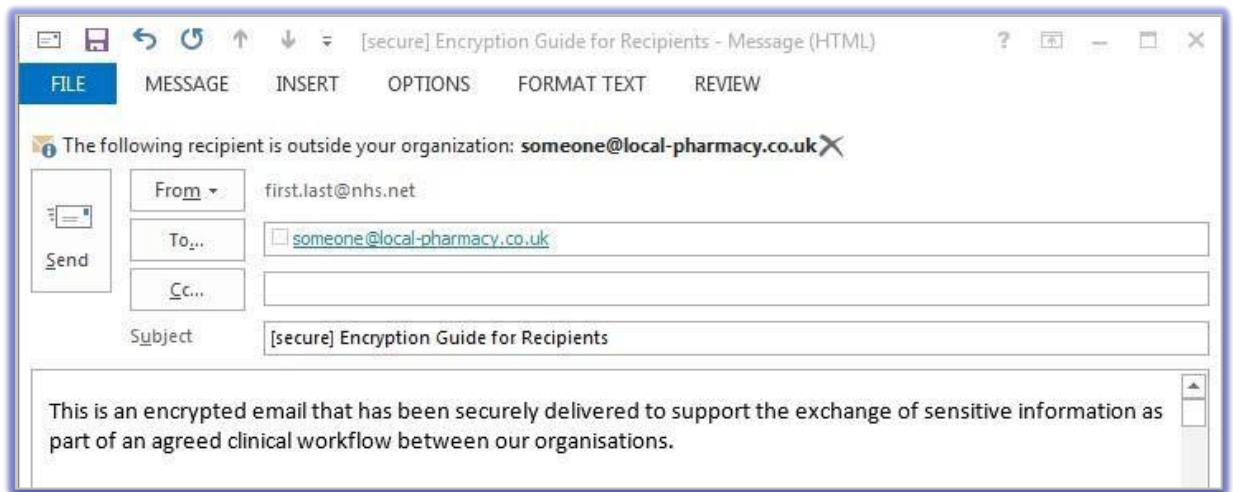 [secure] Encryption Guide for Recipients - Message (HTML) ?
FILE MESSAGE INSERT OPTIONS FORMAT TEXT REVIEW
The following recipient is outside your organization: someone@local-pharmacy.co.uk
From first.last@nhs.net
To... someone@local-pharmacy.co.uk
Send
Cc...
Subject [secure] Encryption Guide for Recipients
This is an encrypted email that has been securely delivered to support the exchange of sensitive information as
part of an agreed clinical workflow between our organisations.